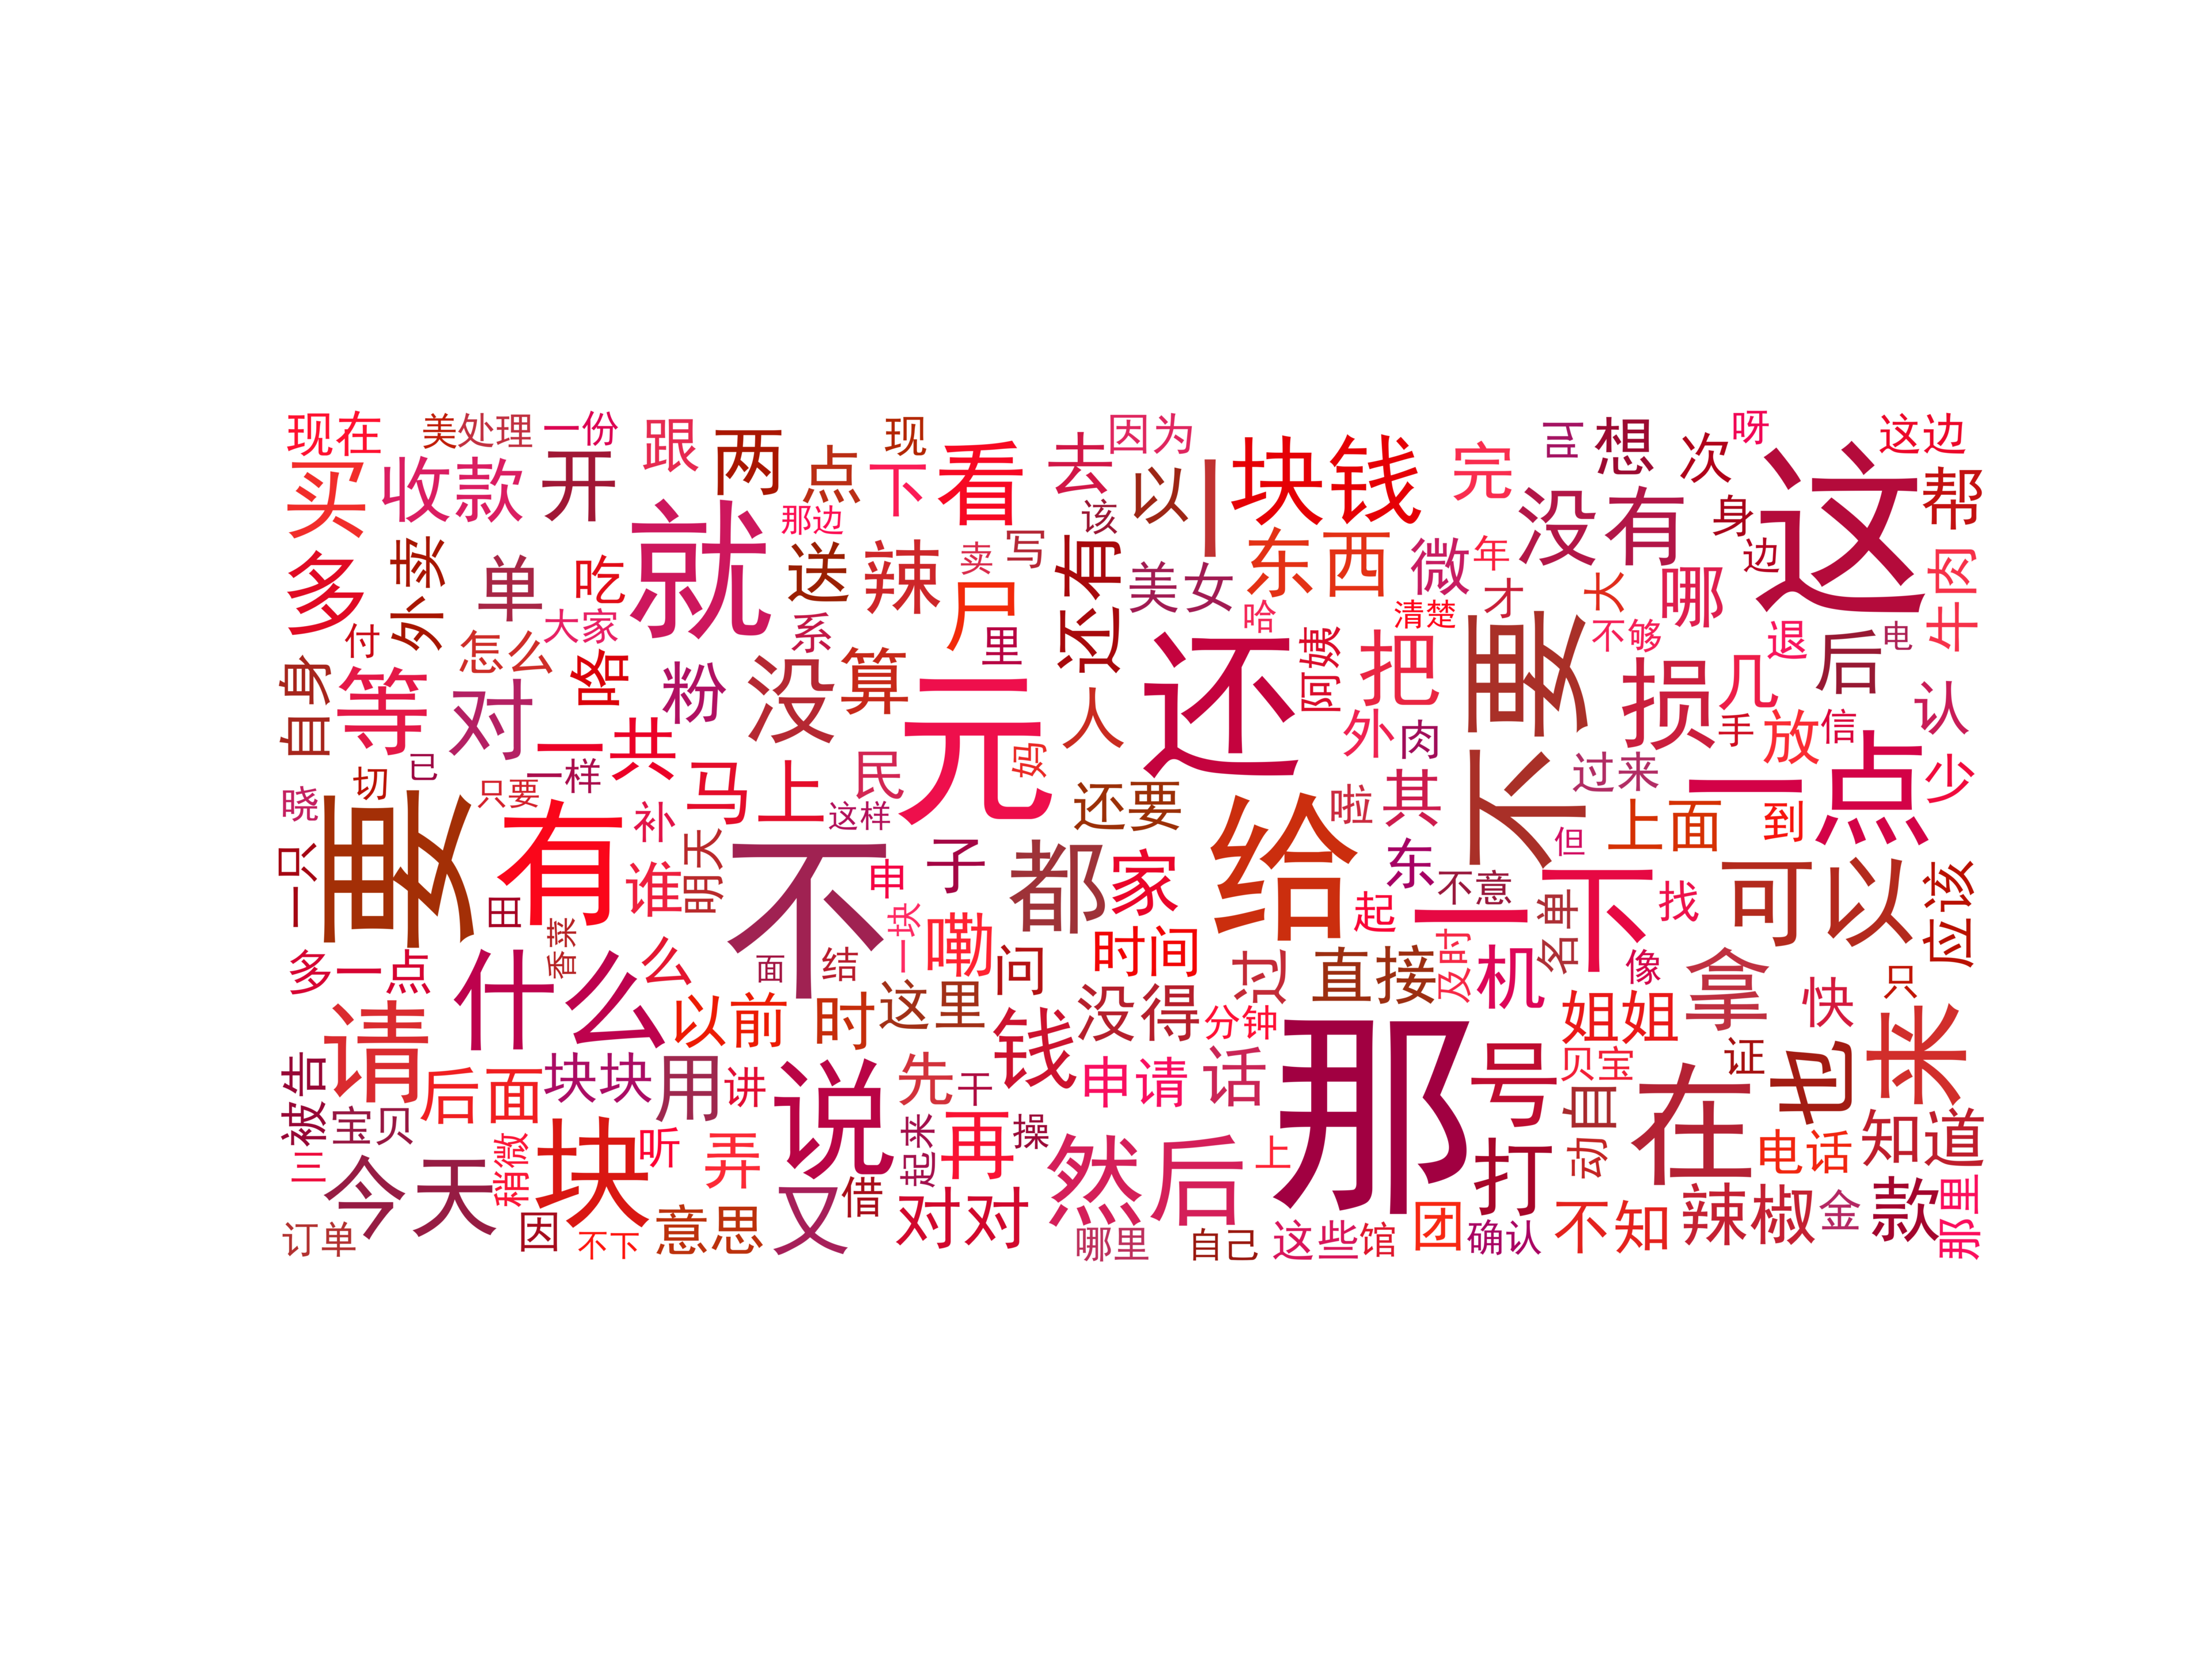 现在
美
处理
一份
跟
两
点
现
下
看
去
因为
以
一
块钱
完
想
次
呀
这边
买
收款
开
那边
该
没有
身
这
帮
多
外卖
单
吃
就
送
辣
卖
写
还有
美女
东西
微
年
才
大
哪
边
牛肉
付
怎么
大家
系
尸
里
哈
清楚
不够
退
后
电
自身
等
对
粉
没
算
元
人
还
阿姨
把
不要
损
几
手
放
信
认
外
肉
已
切
一样
一共
马上
民
妈
过来
一点
少
晓
只要
补
这样
还要
给
啦
其
但
上面
到
一只
要
有
谁
明天
不
申
子
都
家
东
不意
一下
找
可以
应该
田
香菜
一块
嘞
起
名单
多一点
什么
么
面
结
问
时间
过
直接
及时
机
像
拿
快
只
请
以前
时
这里
钱
没得
分钟
那
姐姐
来
被告
后面
块块
用
讲
说
先
干
申请
话
号
贝宝
自
证
在
也
宝贝
三
稍微
块
听
弄
起来
再
操
然后
上
打
动
电话
知道
今天
订单
因
不下
意思
又
借
对对
哪里
自己
这些
馆
团
确认
不知
辣椒
金
款
那里